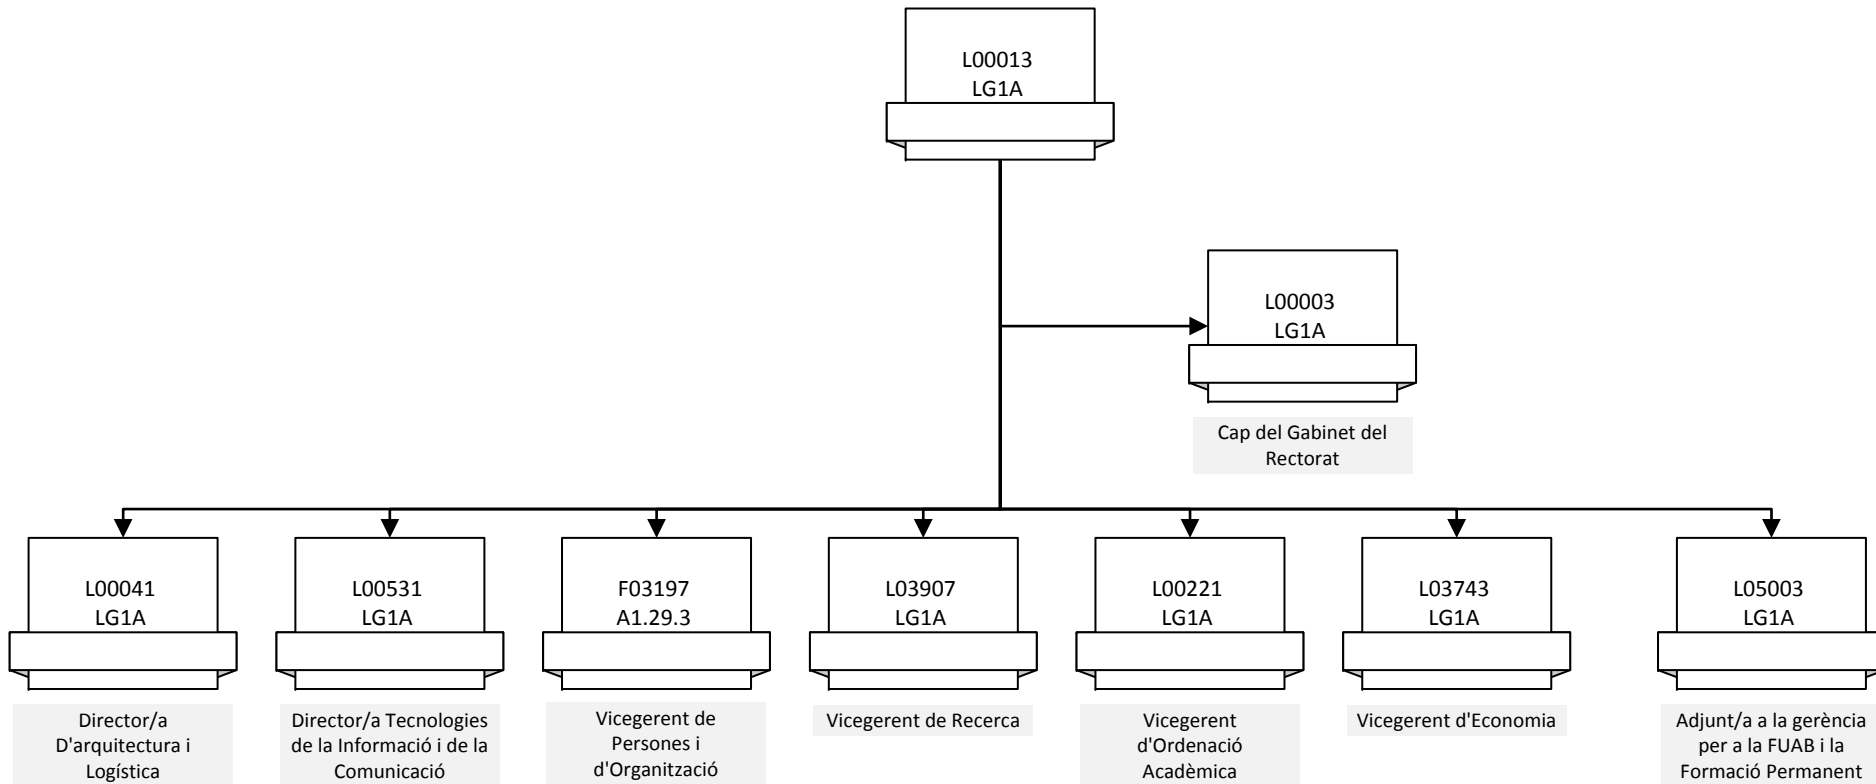 L00013
LG1A
L00003
LG1A
Cap del Gabinet del
Rectorat
L00041
LG1A
Director/a
D'arquitectura i
Logística
L00531
LG1A
Director/a Tecnologies
de la Informació i de la
Comunicació
F03197
A1.29.3
Vicegerent de
Persones i
d'Organització
L03907
LG1A
Vicegerent de Recerca
L00221
LG1A
Vicegerent
d'Ordenació
Acadèmica
L03743
LG1A
Vicegerent d'Economia
L05003
LG1A
Adjunt/a a la gerència
per a la FUAB i la
Formació Permanent